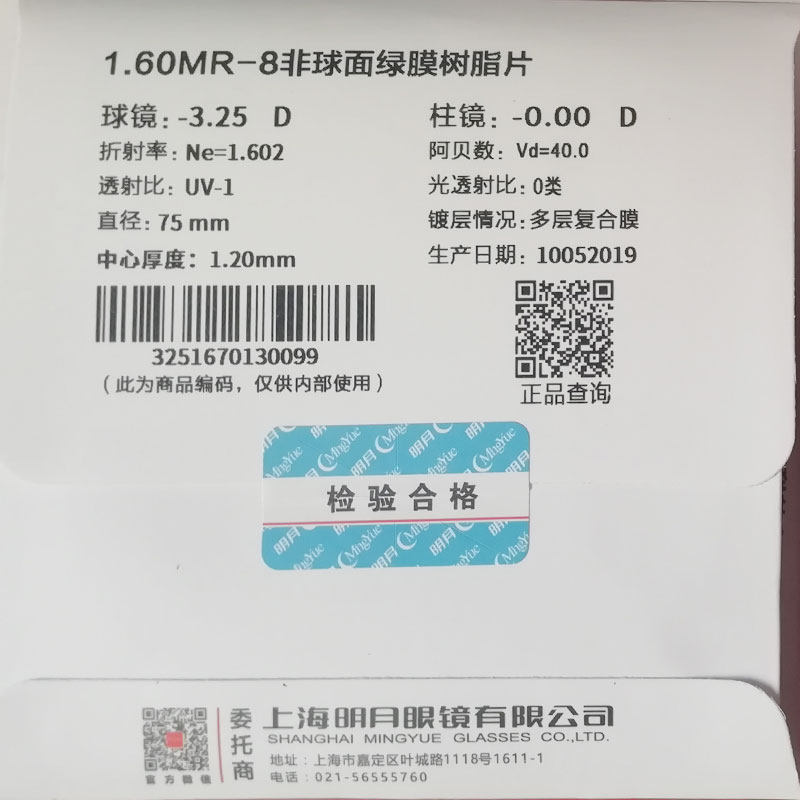 1.60MR-8非球面绿膜树脂片
球镜: -3.25 D 柱镜: -0.00 D
折射率: Ne=1.602 阿贝数: Vd=40.0
透射比: UV-1 光透射比: 0类
直径: 75 mm 镀层情况: 多层复合膜
中心厚度: 1.20mm 生产日期: 10052019
3251670130099
(此为商品编码，仅供内部使用)
正品查询
明月 MingYue
检验合格
明月 MingYue
委托商
上海明月眼镜有限公司
SHANGHAI MINGYUE GLASSES CO.,LTD.
地址：上海市嘉定区叶城路1118号1611-1
电话：021-56555760
官方微信